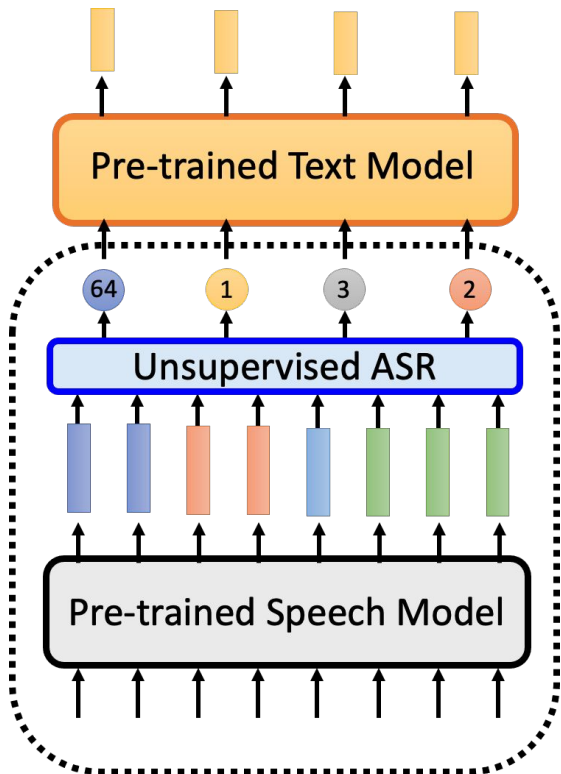 Pre-trained Text Model
64 1 3 2
Unsupervised ASR
Pre-trained Speech Model